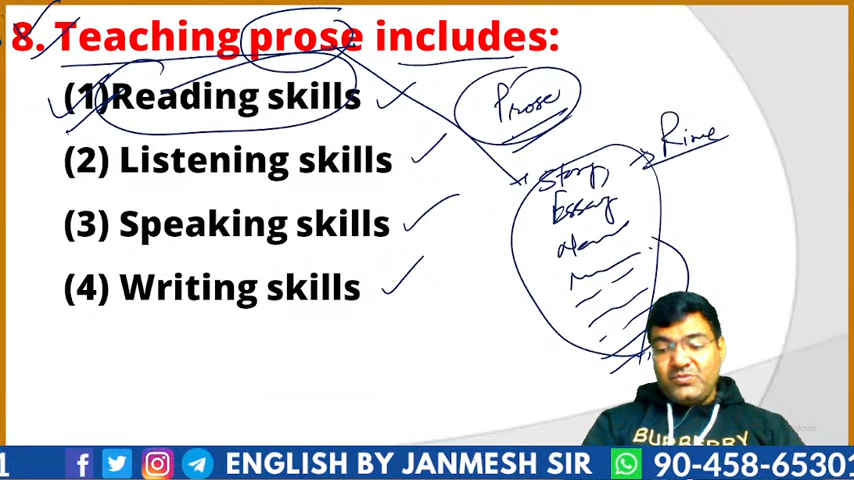 8. Teaching prose includes:
(1)Reading skills
(2) Listening skills
(3) Speaking skills
(4) Writing skills
Prose
Rime
Story,
Essay
BURBERRY
1 ENGLISH BY JANMESH SIR 90-458-65301